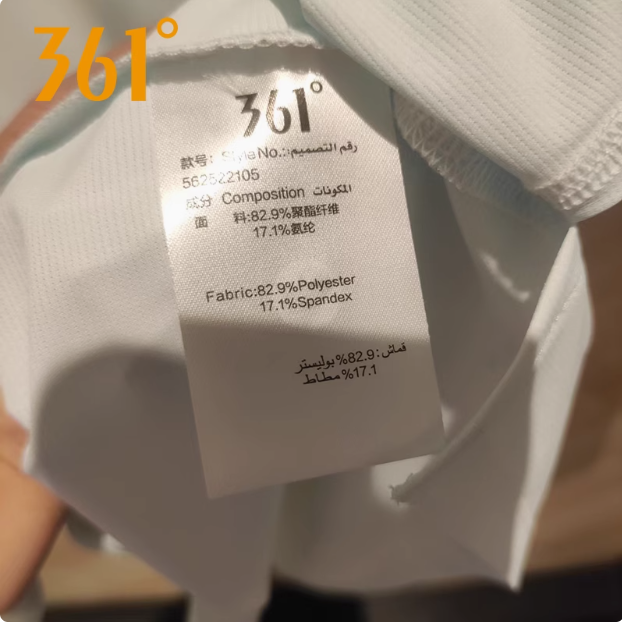 361°
361°
款号: Style No.: رقم التصميم:
562522105
成分 Composition المكونات
面 料:82.9%聚酯纤维
17.1%氨纶
Fabric:82.9%Polyester
17.1%Spandex
قماش: 82.9%بوليستر
17.1%مطاط